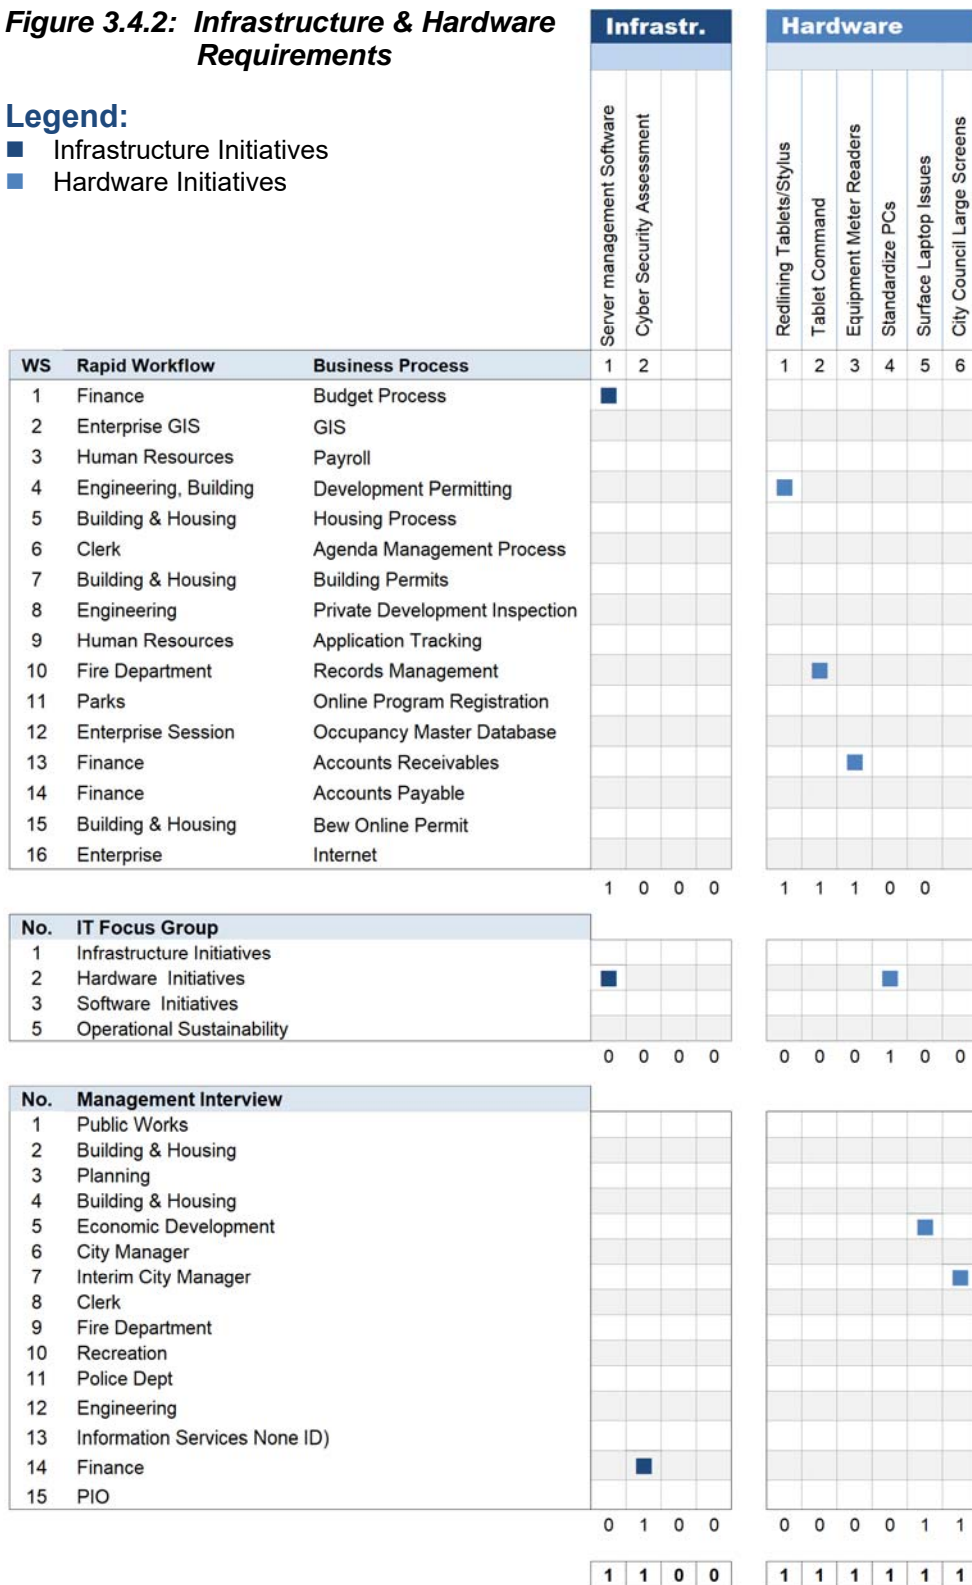 Figure 3.4.2: Infrastructure & Hardware
Requirements
Infrastr.
Hardware
Legend:
Infrastructure Initiatives
Hardware Initiatives
Server management Software
Cyber Security Assessment
Redlining Tablets/Stylus
Tablet Command
Equipment Meter Readers
Standardize PCs
Surface Laptop Issues
City Council Large Screens
WS Rapid Workflow Business Process 1 2 1 2 3 4 5 6
1 Finance Budget Process
2 Enterprise GIS GIS
3 Human Resources Payroll
4 Engineering, Building Development Permitting
5 Building & Housing Housing Process
6 Clerk Agenda Management Process
7 Building & Housing Building Permits
8 Engineering Private Development Inspection
9 Human Resources Application Tracking
10 Fire Department Records Management
11 Parks Online Program Registration
12 Enterprise Session Occupancy Master Database
13 Finance Accounts Receivables
14 Finance Accounts Payable
15 Building & Housing Bew Online Permit
16 Enterprise Internet
1 0 0 0 1 1 1 0 0
No. IT Focus Group
1 Infrastructure Initiatives
2 Hardware Initiatives
3 Software Initiatives
5 Operational Sustainability
0 0 0 0 0 0 0 1 0 0
No. Management Interview
1 Public Works
2 Building & Housing
3 Planning
4 Building & Housing
5 Economic Development
6 City Manager
7 Interim City Manager
8 Clerk
9 Fire Department
10 Recreation
11 Police Dept
12 Engineering
13 Information Services None ID)
14 Finance
15 PIO
0 1 0 0 0 0 0 0 1 1
1 1 0 0 1 1 1 1 1 1